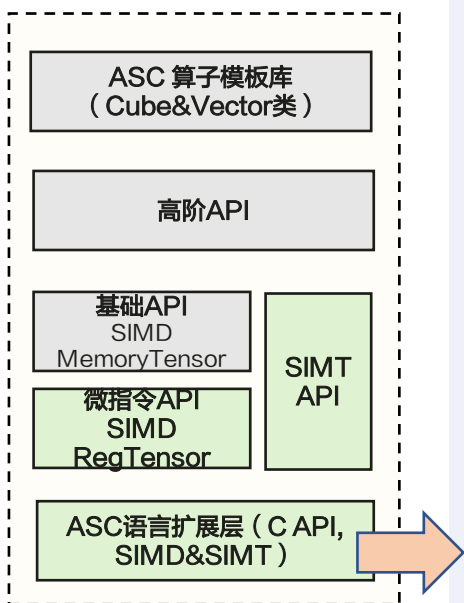 ASC 算子模板库
（Cube&Vector类）
高阶API
基础API
SIMD
MemoryTensor
微指令API
SIMD
RegTensor
SIMT
API
ASC语言扩展层（C API,
SIMD&SIMT）